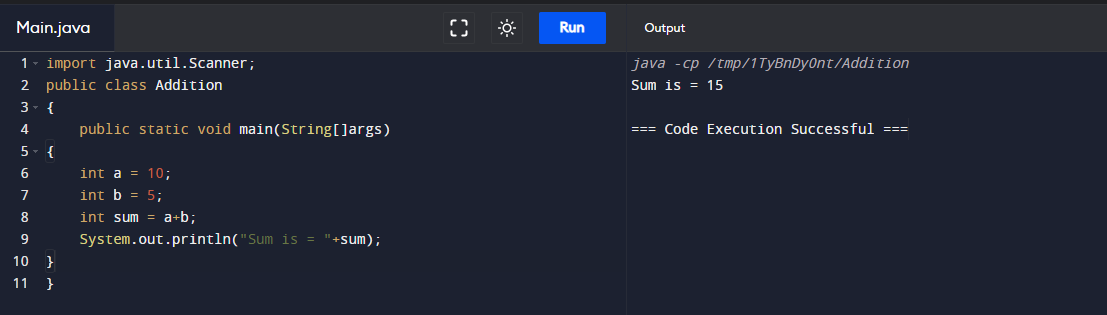 Main.java
Run
Output
1 import java.util.Scanner;
2 public class Addition
3 {
4     public static void main(String[]args)
5 {
6     int a = 10;
7     int b = 5;
8     int sum = a+b;
9     System.out.println("Sum is = "+sum);
10 }
11 }
java -cp /tmp/1TyBnDyOnt/Addition
Sum is = 15
=== Code Execution Successful ===